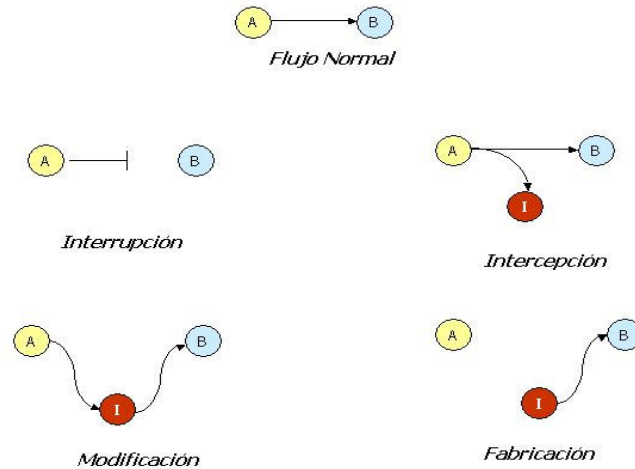 A B
Flujo Normal
A B
Interrupción
A B
I
Intercepción
A B
I
Modificación
A B
I
Fabricación